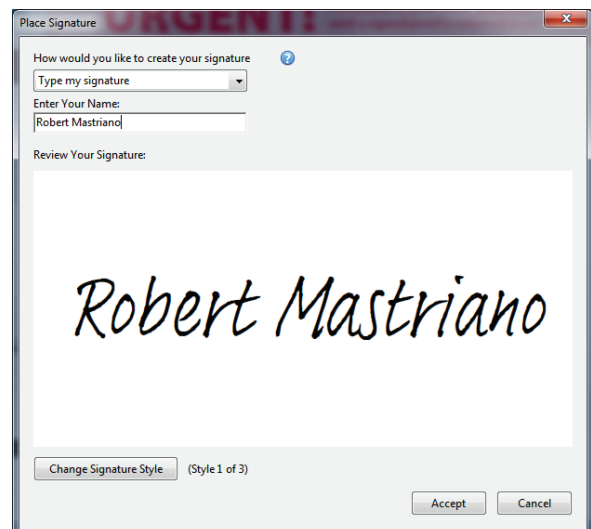 URGENT!
Place Signature
How would you like to create your signature
Type my signature
Enter Your Name:
Robert Mastriano
Review Your Signature:
Robert Mastriano
Change Signature Style (Style 1 of 3)
Accept Cancel